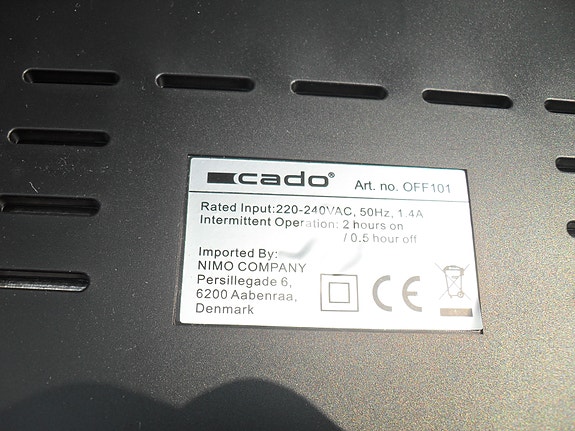 cado® Art. no. OFF101
Rated Input:220-240VAC, 50Hz, 1.4A
Intermittent Operation: 2 hours on
/ 0.5 hour off
Imported By:
NIMO COMPANY
Persillegade 6,
6200 Aabenraa,
Denmark
CE